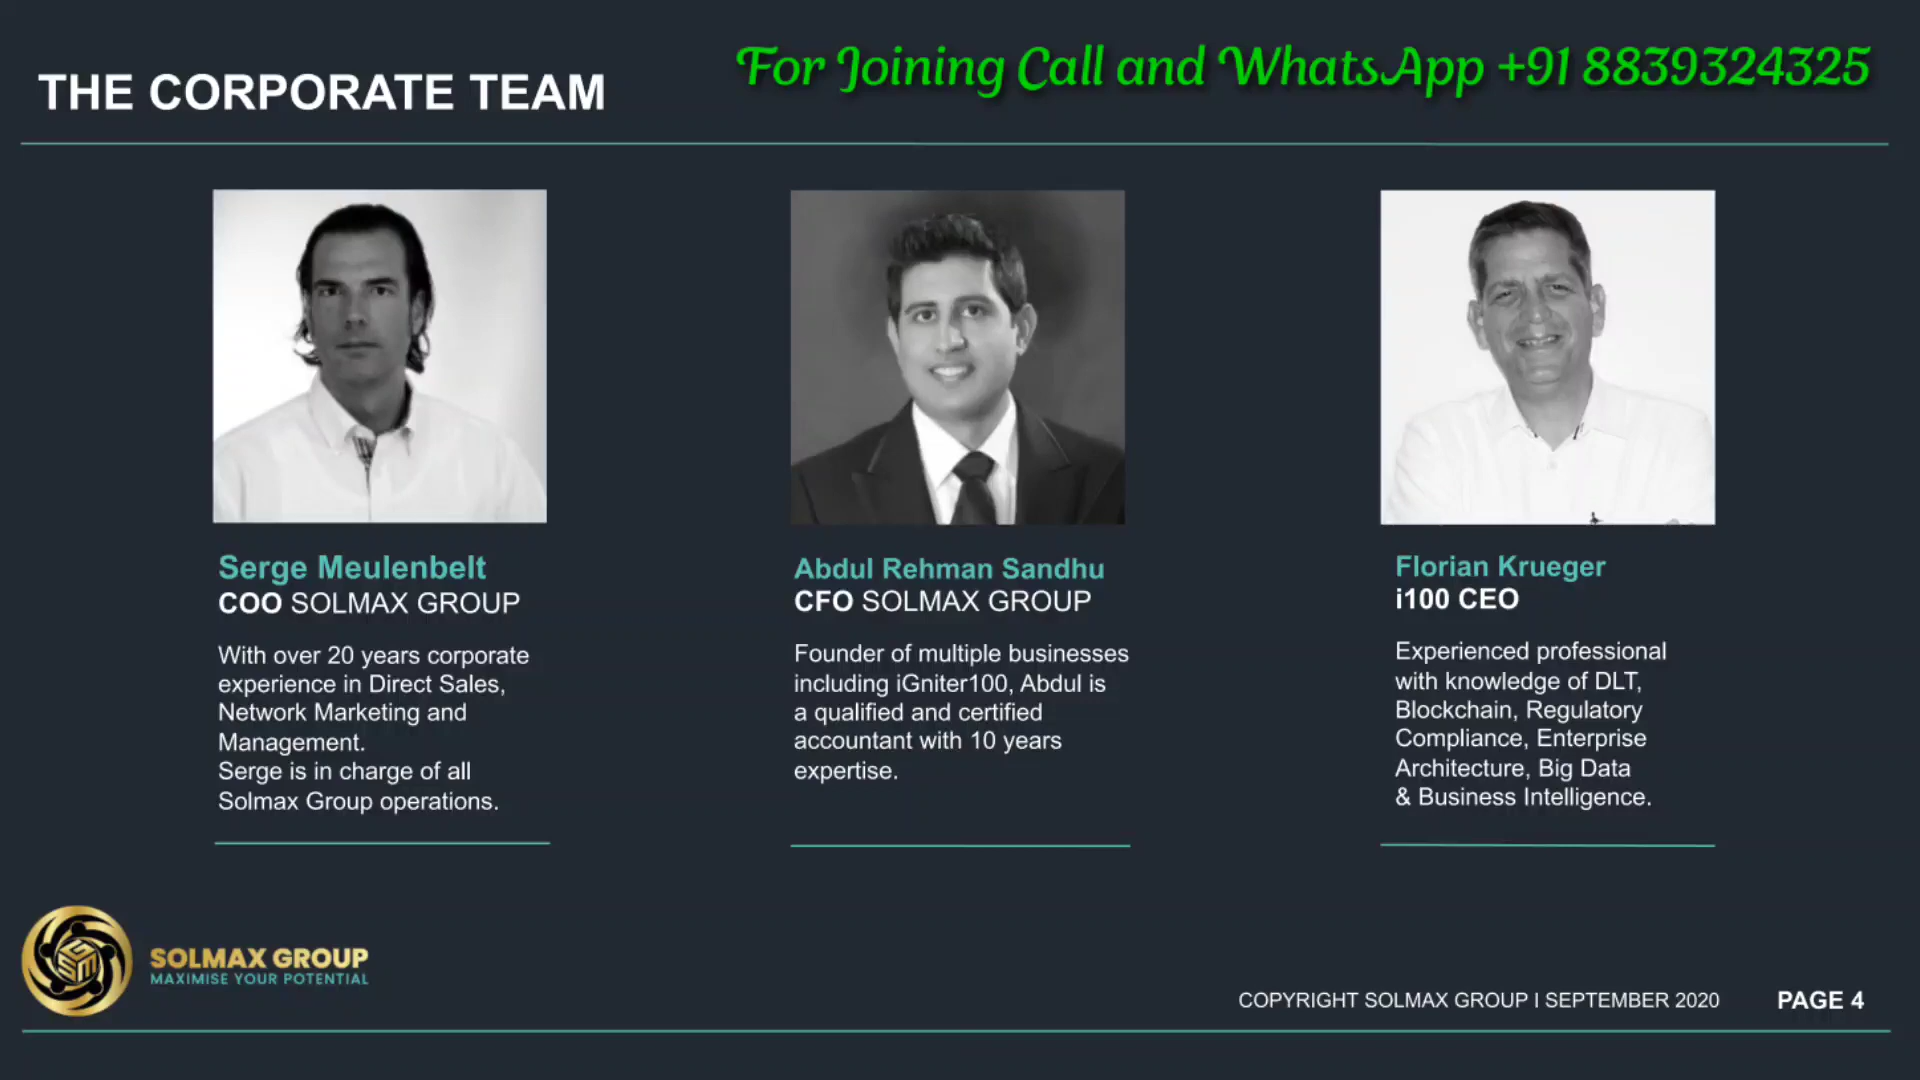 THE CORPORATE TEAM
For Joining Call and WhatsApp +91 8839324325
Serge Meulenbelt
COO SOLMAX GROUP
With over 20 years corporate
experience in Direct Sales,
Network Marketing and
Management.
Serge is in charge of all
Solmax Group operations.
Abdul Rehman Sandhu
CFO SOLMAX GROUP
Founder of multiple businesses
including iGniter100, Abdul is
a qualified and certified
accountant with 10 years
expertise.
Florian Krueger
i100 CEO
Experienced professional
with knowledge of DLT,
Blockchain, Regulatory
Compliance, Enterprise
Architecture, Big Data
& Business Intelligence.
SOLMAX GROUP
MAXIMISE YOUR POTENTIAL
COPYRIGHT SOLMAX GROUP I SEPTEMBER 2020
PAGE 4